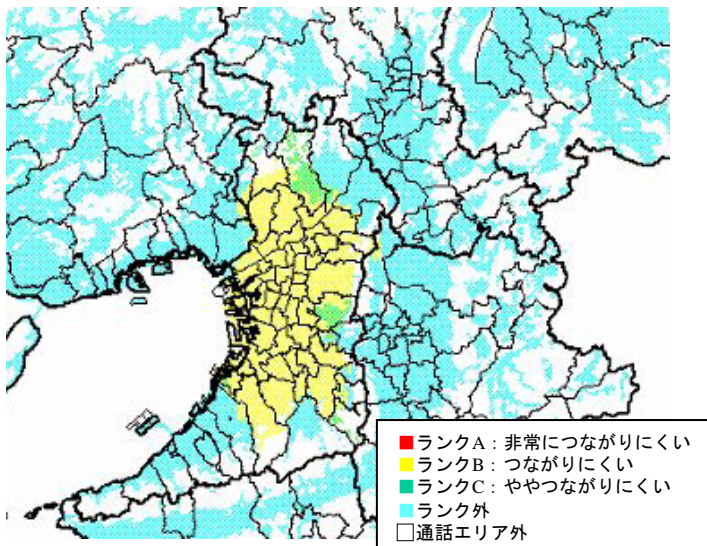 ランクA：非常につながりにくい
ランクB：つながりにくい
ランクC：ややつながりにくい
ランク外
通話エリア外